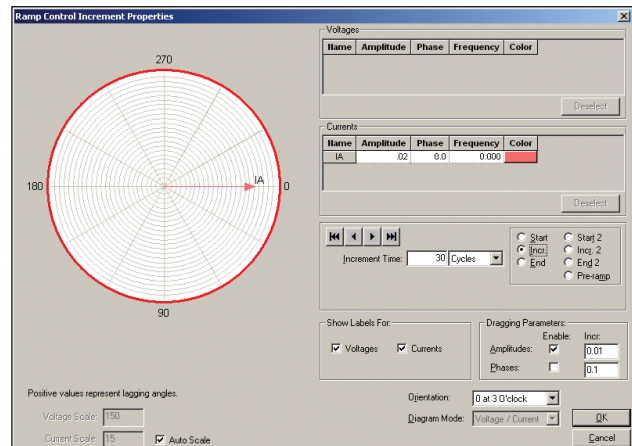 Ramp Control Increment Properties
270
180
IA
0
90
Positive values represent lagging angles.
Voltage Scale: 150
Current Scale: 15
Auto Scale
Voltages
Name Amplitude Phase Frequency Color
Deselect
Currents
Name Amplitude Phase Frequency Color
IA .02 0.0 0.000
Deselect
Increment Time: 30 Cycles
Start Start 2
Incr. Incr. 2
End End 2
Pre-ramp
Show Labels For:
Voltages Currents
Dragging Parameters:
Enable: Incr:
Amplitudes: 0.01
Phases: 0.1
Orientation: 0 at 3 O'clock
Diagram Mode: Voltage / Current
OK
Cancel